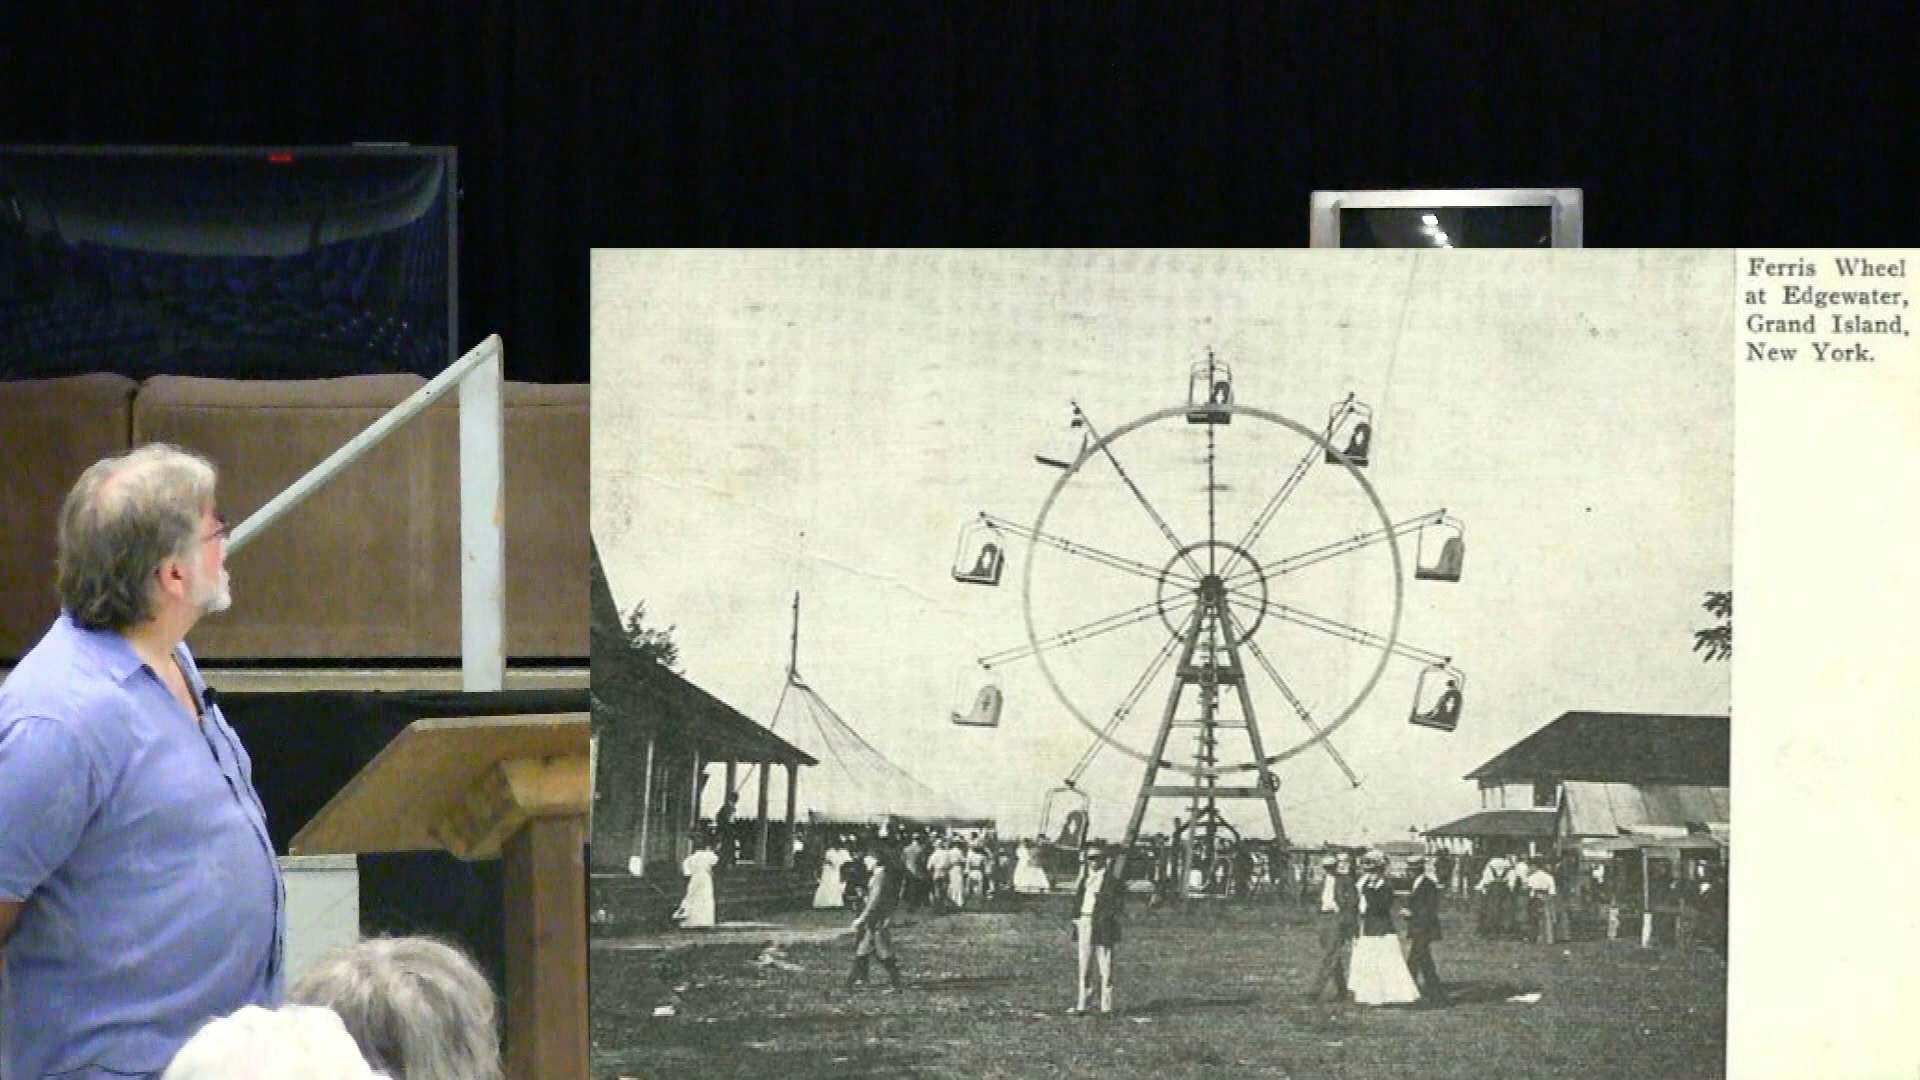 Ferris Wheel
at Edgewater,
Grand Island,
New York.